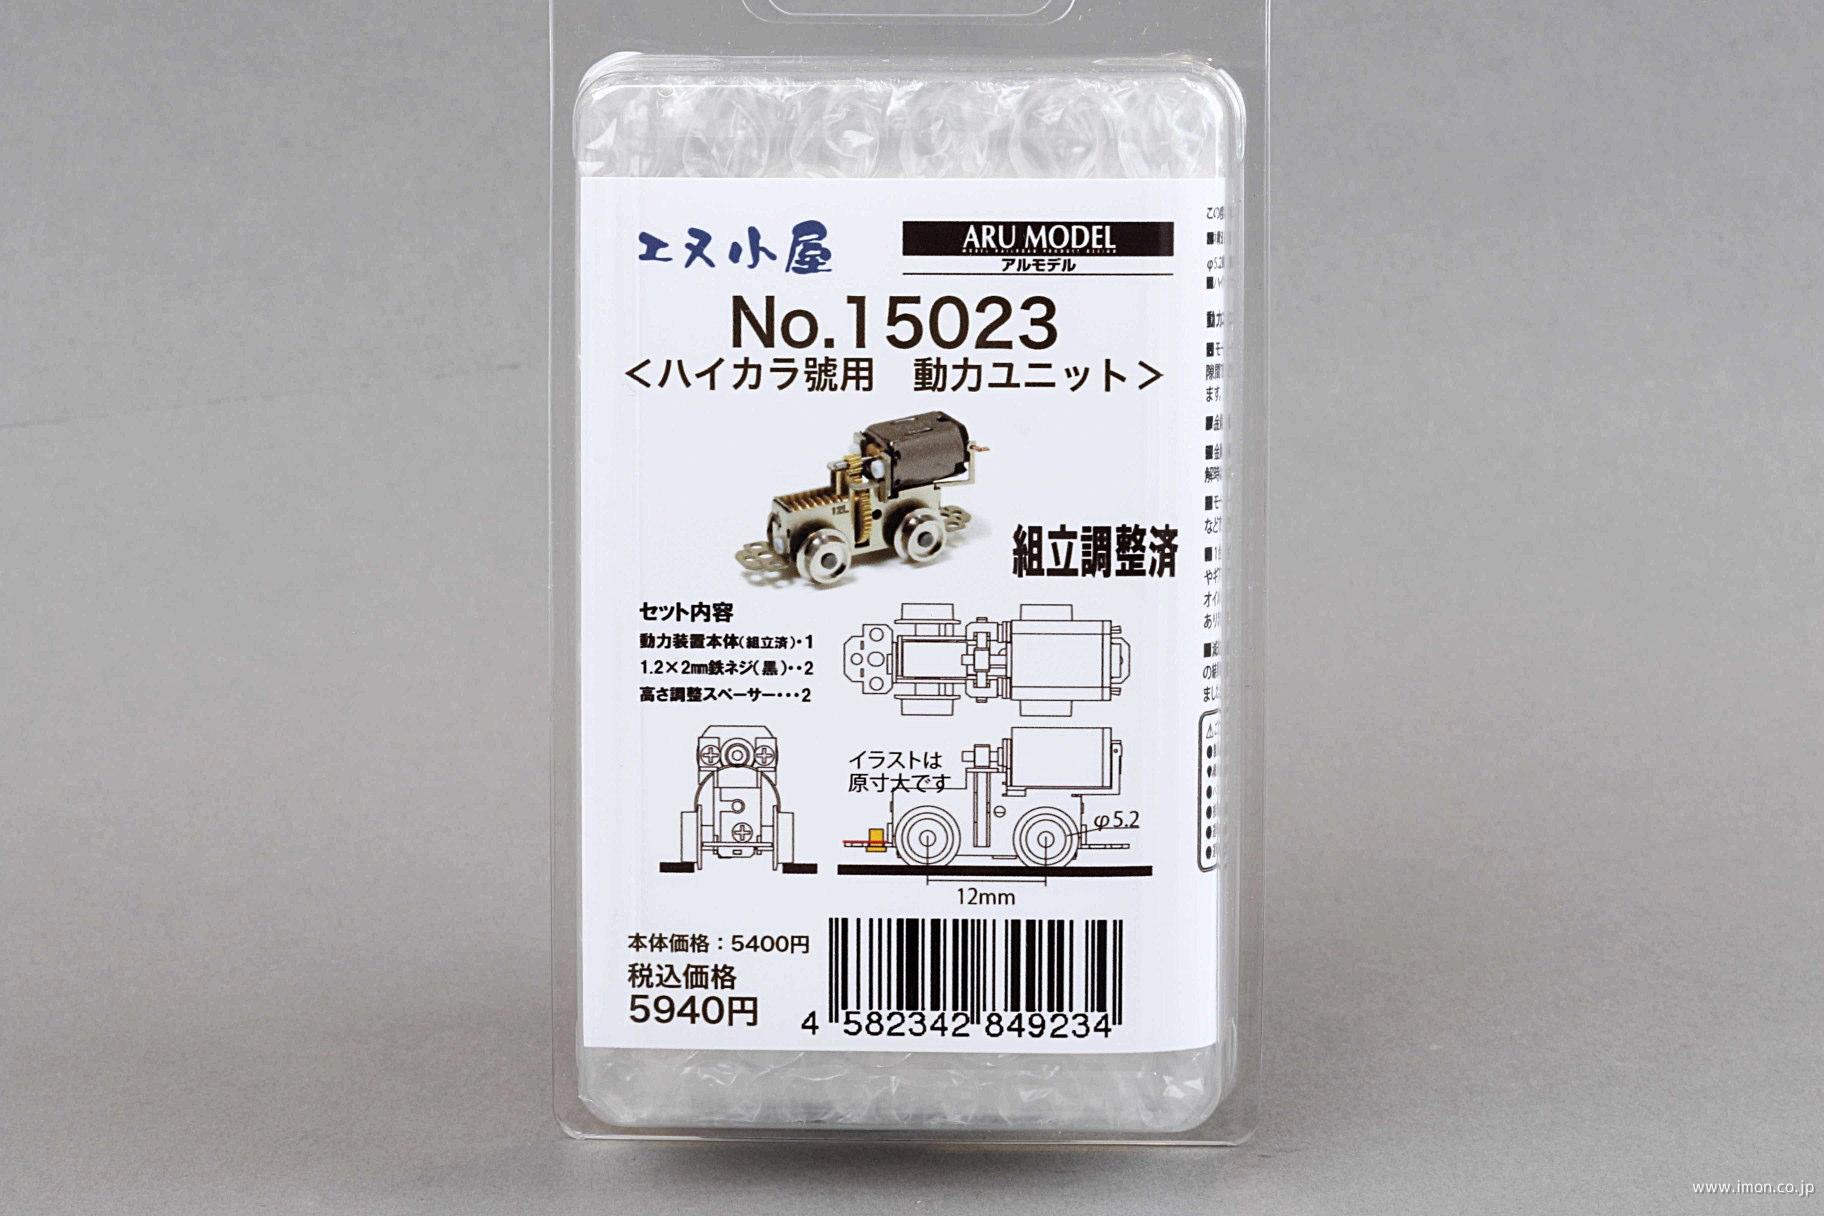 エヌ小屋
ARU MODEL
MODEL RAILROAD PRODUCT DESIGN
アルモデル
No.15023
＜ハイカラ號用　動力ユニット＞
12L
組立調整済
セット内容
動力装置本体(組立済)・1
1.2×2mm鉄ネジ(黒)・・2
高さ調整スペーサー・・・2
イラストは
原寸大です
φ5.2
12mm
本体価格：5400円
税込価格
5940円
4 582342 849234
www.imon.co.jp